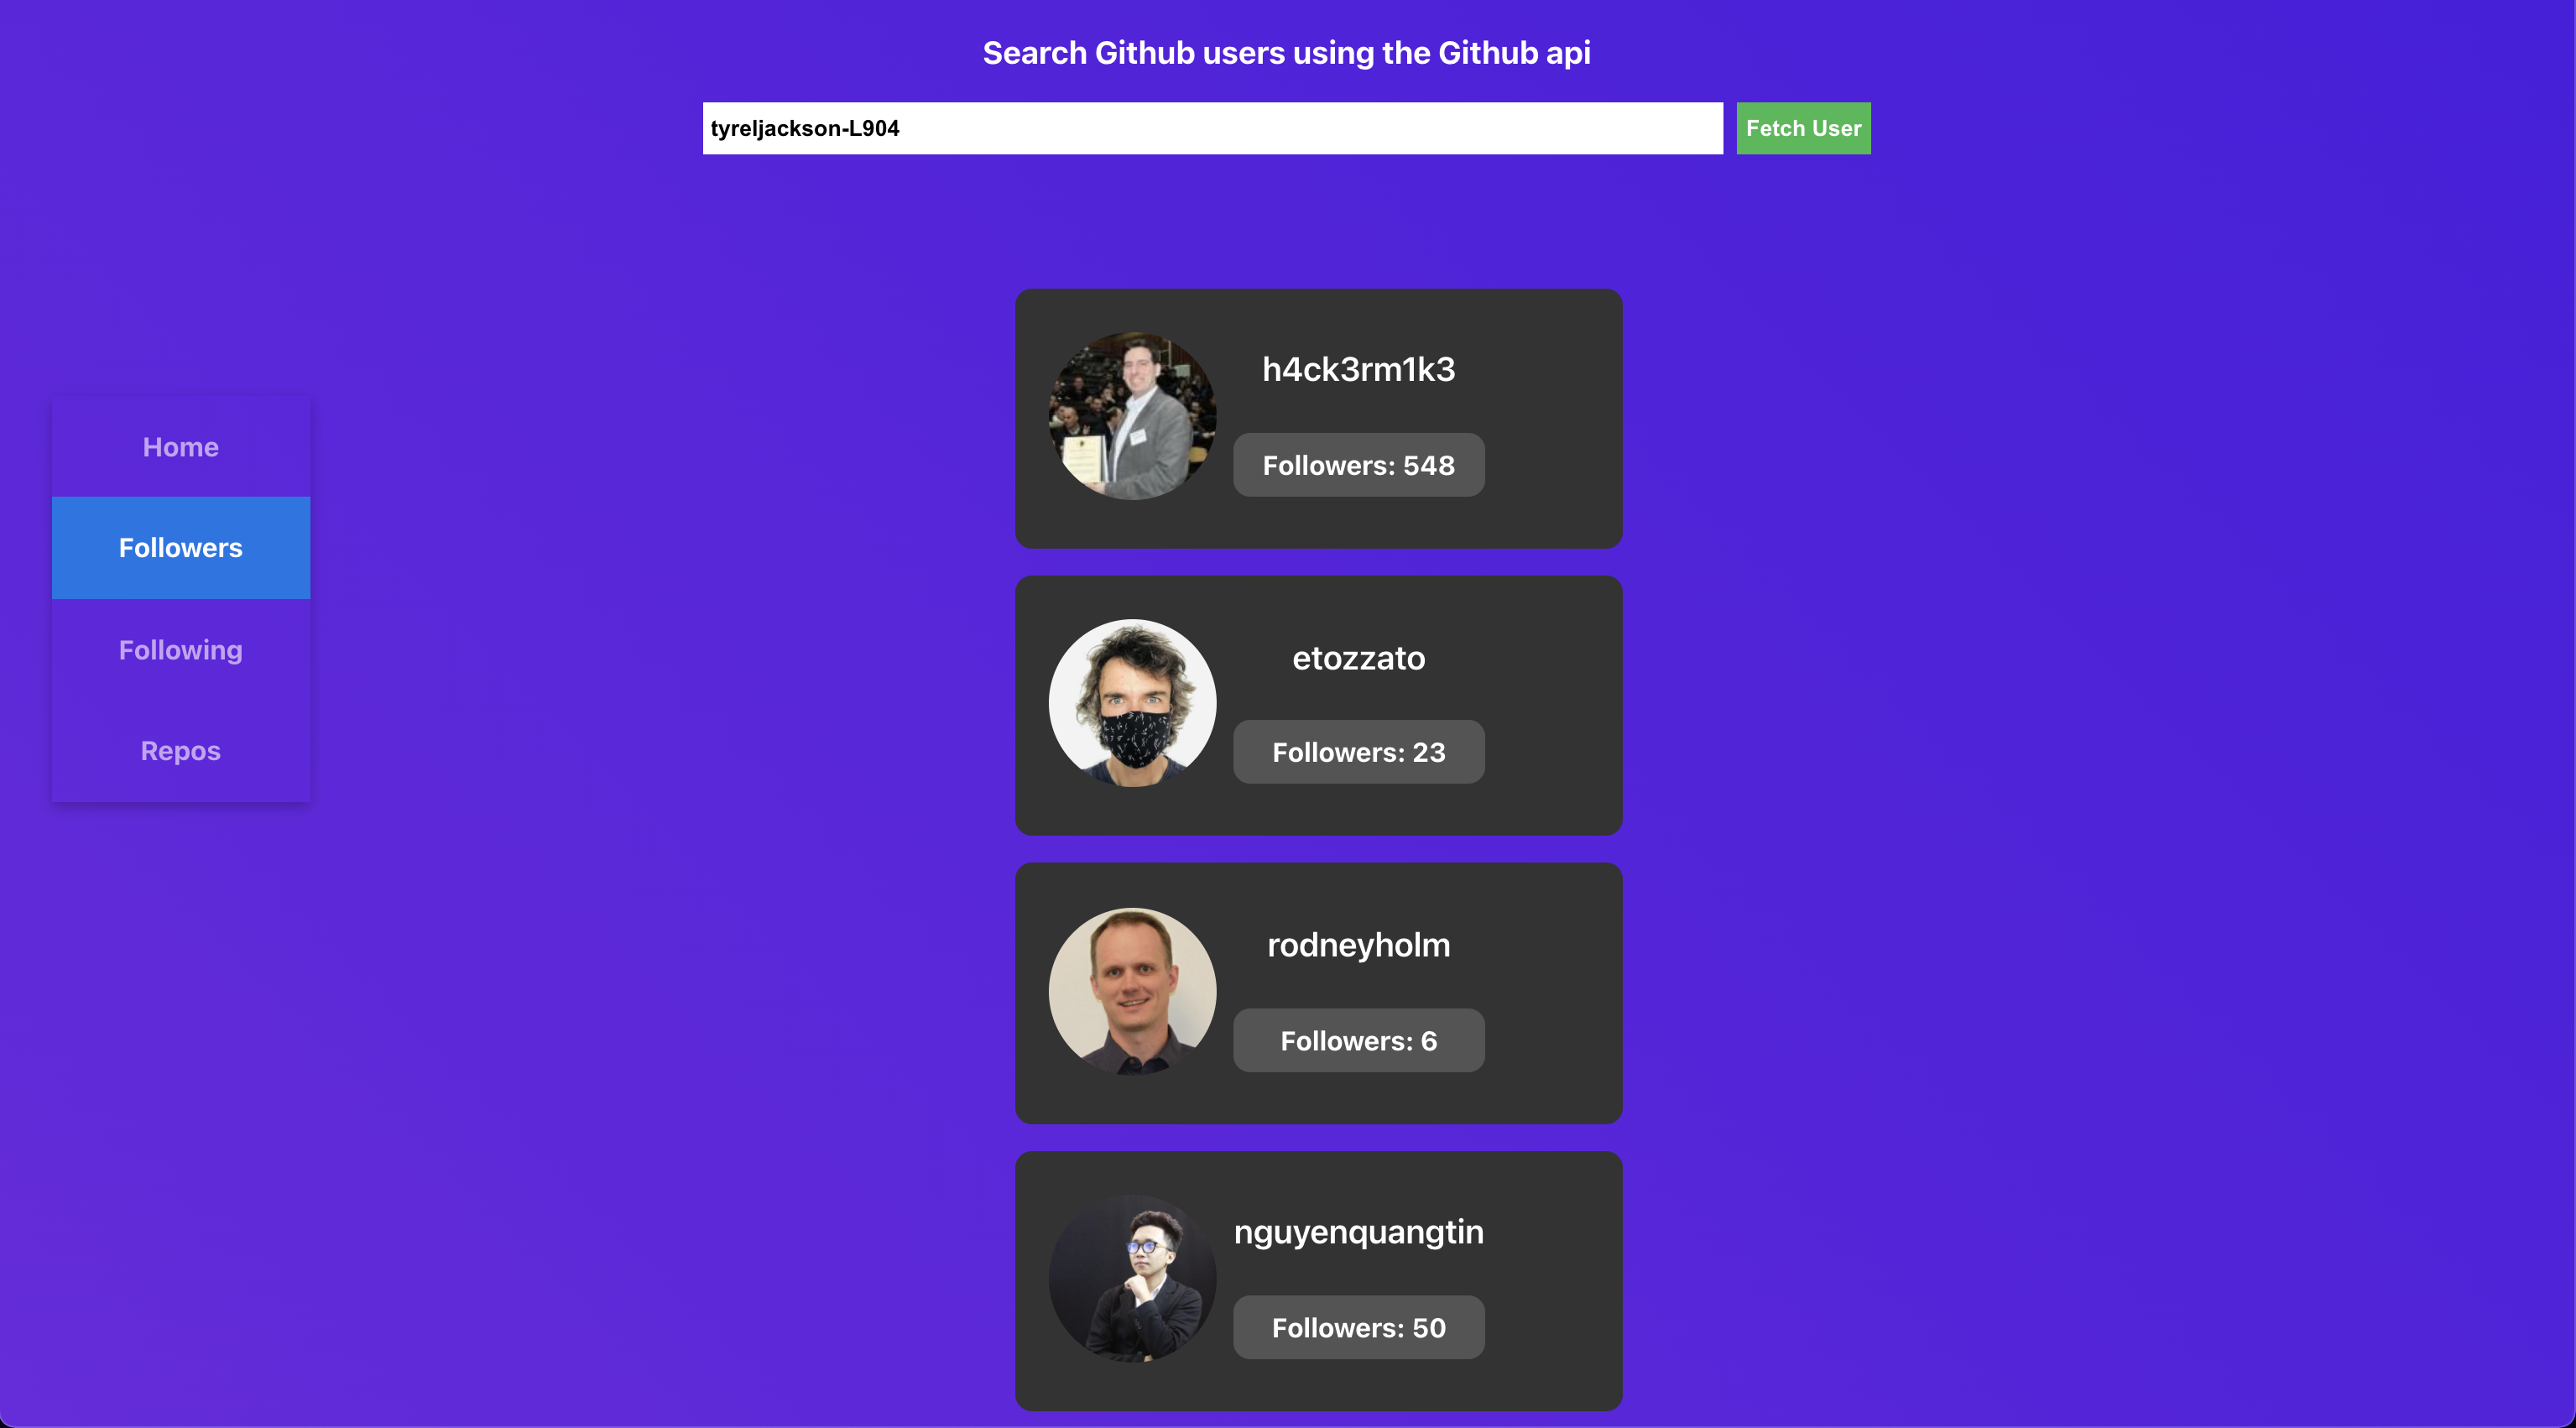 Search Github users using the Github api
tyreljackson-L904
Fetch User
Home
Followers
Following
Repos
h4ck3rm1k3
Followers: 548
etozzato
Followers: 23
rodneyholm
Followers: 6
nguyenquangtin
Followers: 50